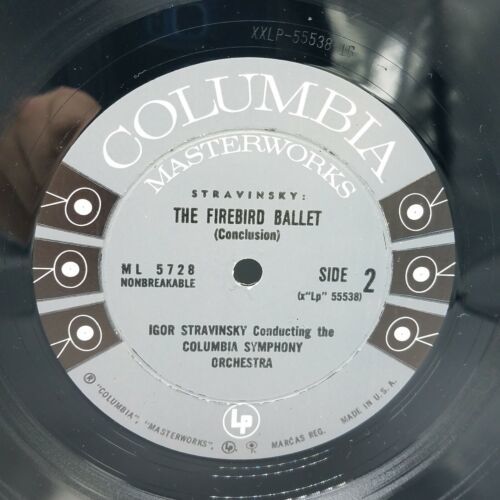 XXLP-55538
COLUMBIA
MASTERWORKS
STRAVINSKY:
THE FIREBIRD BALLET
(Conclusion)
ML 5728
NONBREAKABLE
SIDE 2
(x"Lp" 55538)
IGOR STRAVINSKY Conducting the
COLUMBIA SYMPHONY
ORCHESTRA
LP
® "COLUMBIA", "MASTERWORKS", MARCAS REG. MADE IN U.S.A.